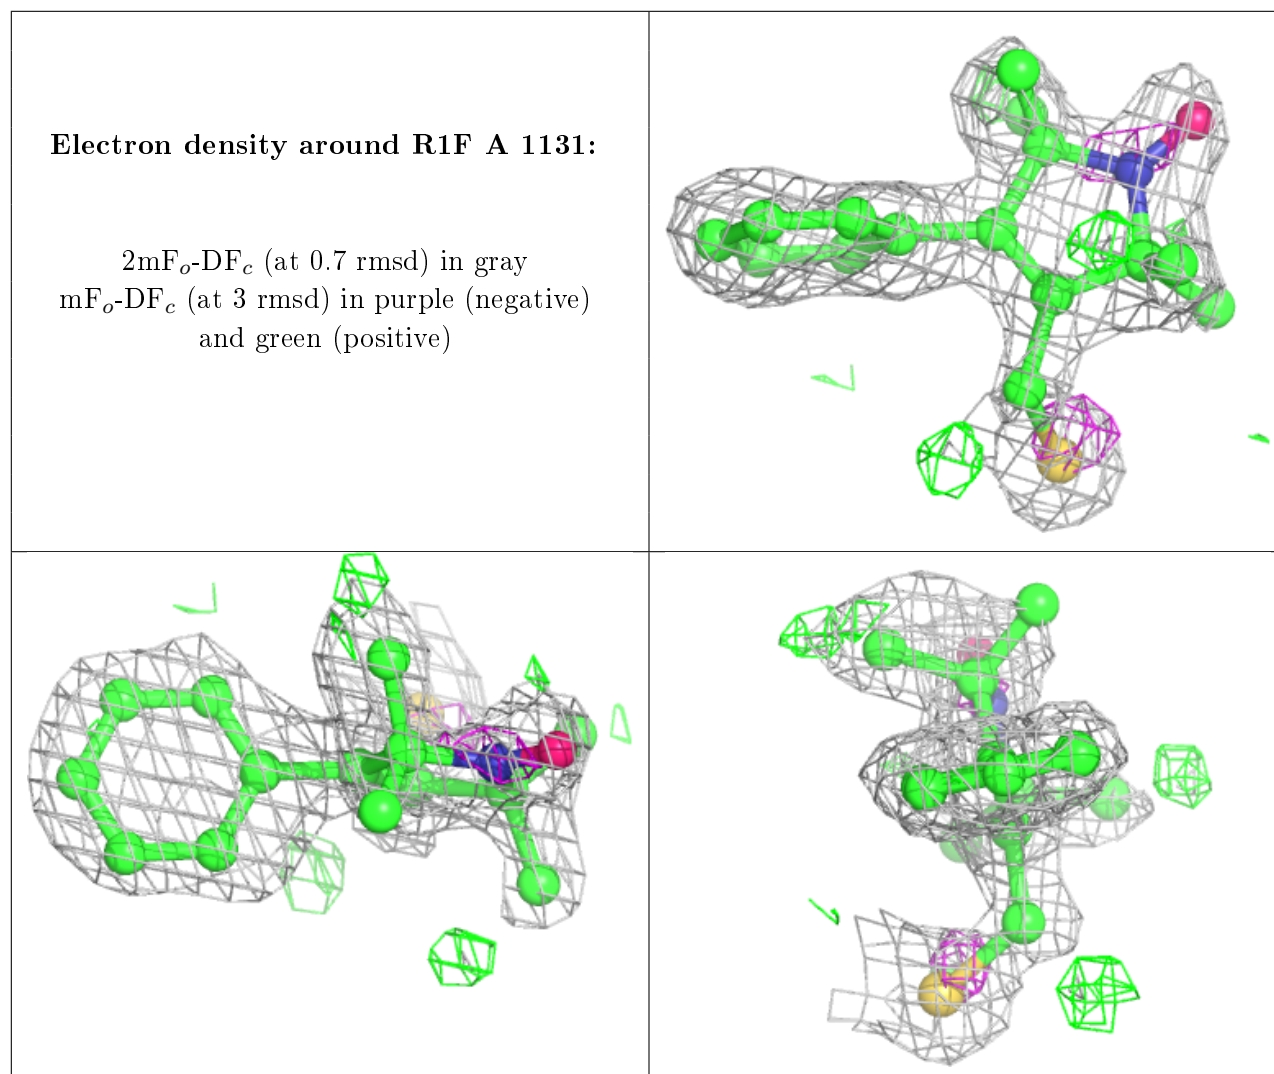 Electron density around R1F A 1131:
2mFₒ-DF𝒸 (at 0.7 rmsd) in gray
mFₒ-DF𝒸 (at 3 rmsd) in purple (negative)
and green (positive)